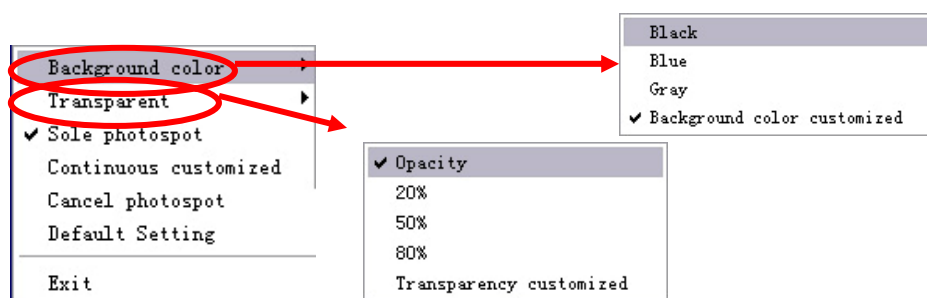 Background color
Transparent
Sole photospot
Continuous customized
Cancel photospot
Default Setting
Exit
Black
Blue
Gray
Background color customized
Opacity
20%
50%
80%
Transparency customized